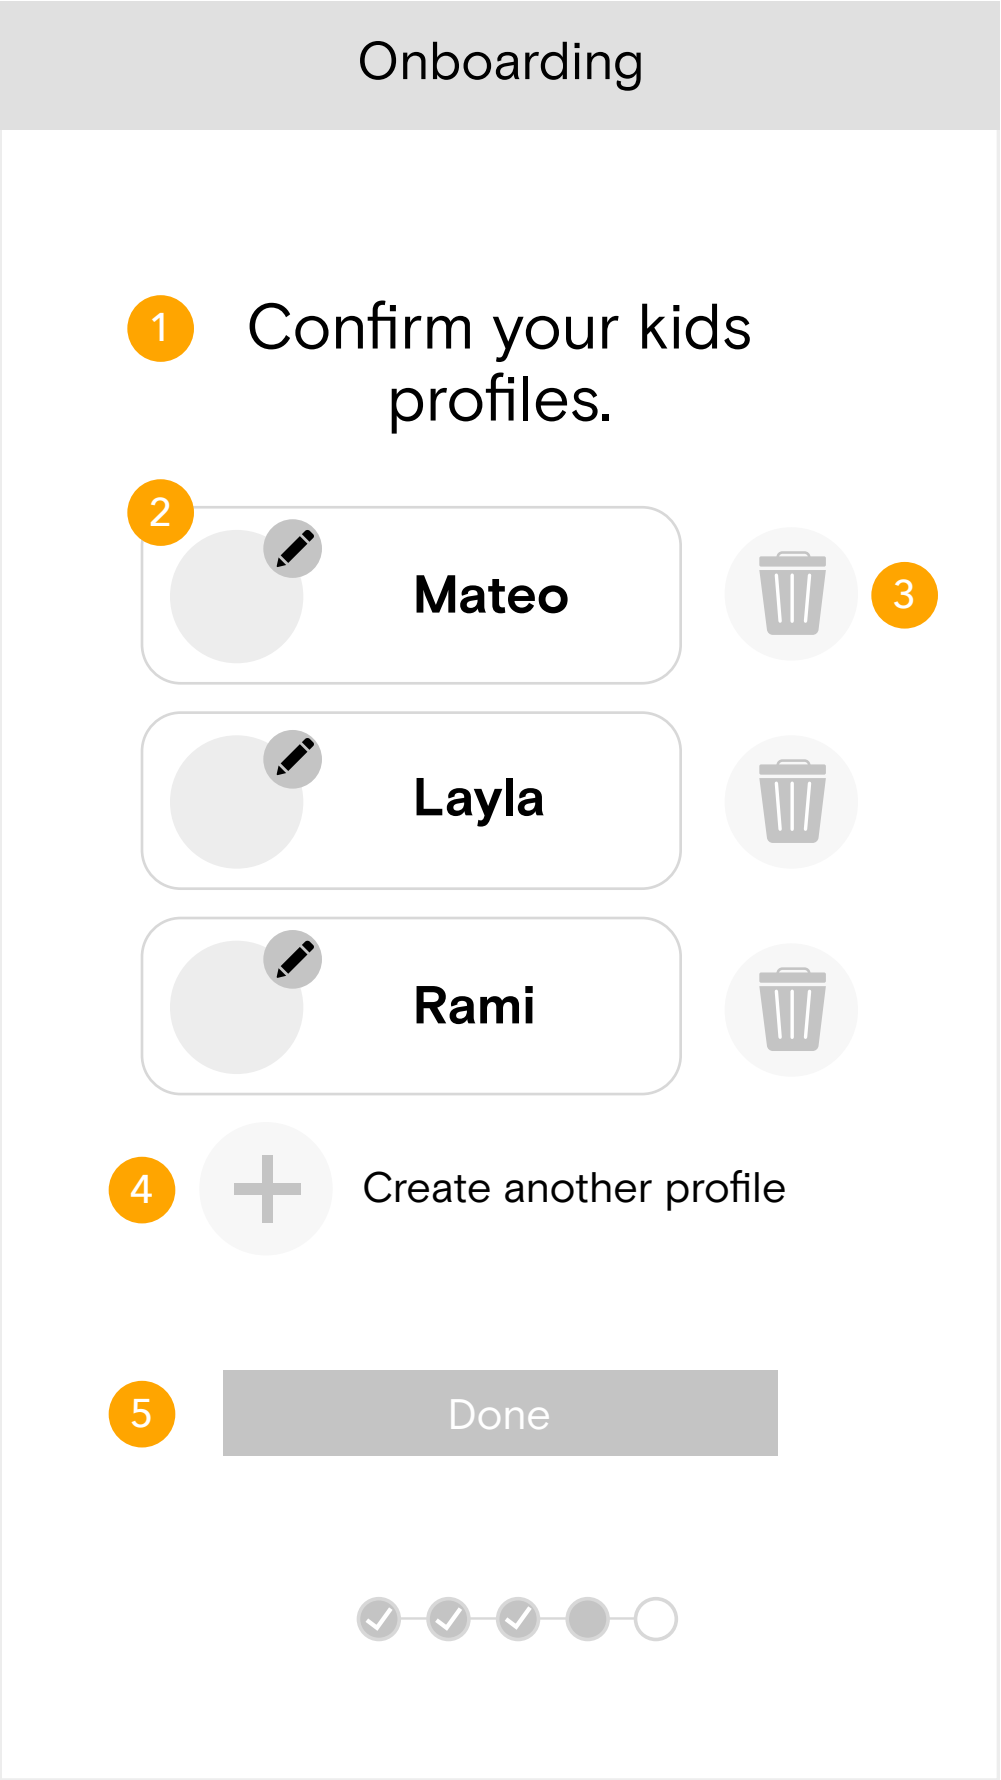 Onboarding
1
Confirm your kids
profiles.
2
Mateo
3
Layla
Rami
4
Create another profile
5
Done